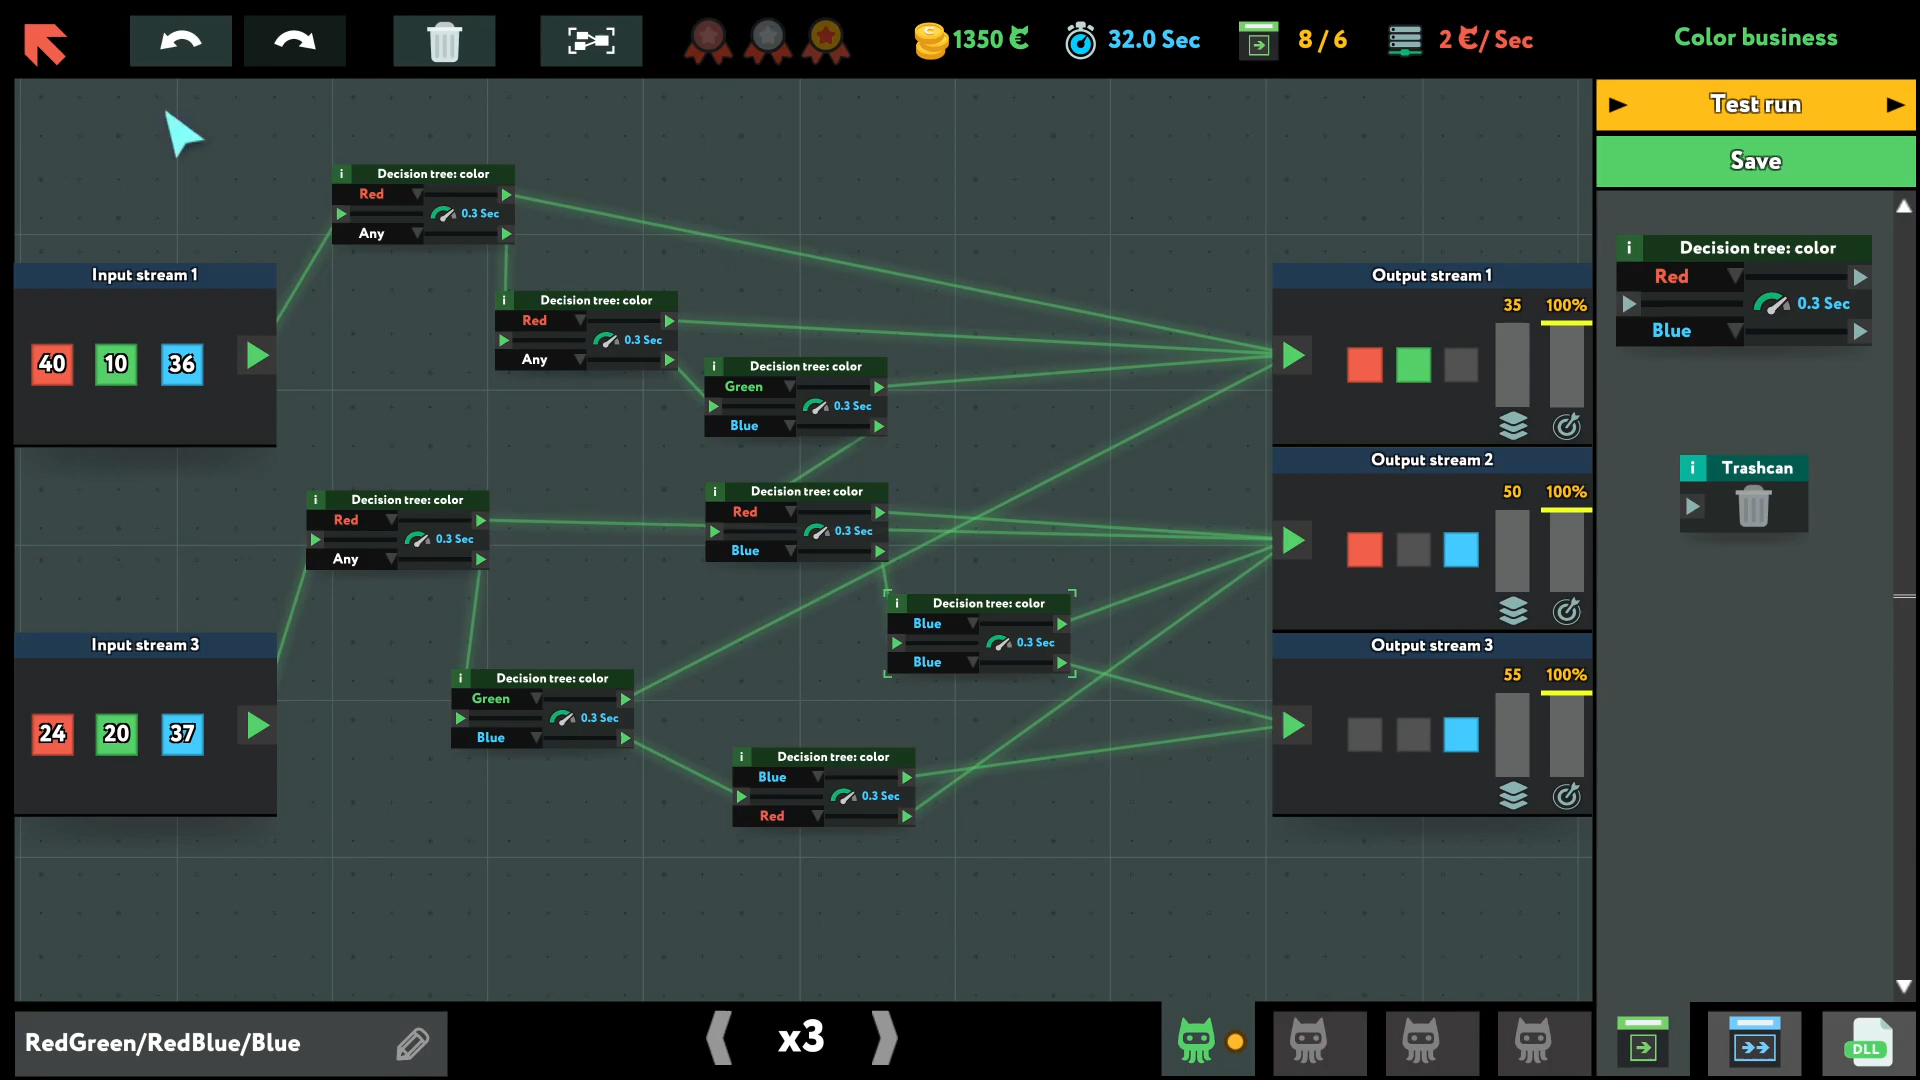 1350
32.0 Sec
8 / 6
2 €/ Sec
Color business
Test run
Save
i Decision tree: color
Red
0.3 Sec
Any
Input stream 1
40 10 36
i Decision tree: color
Red
0.3 Sec
Any
i Decision tree: color
Green
0.3 Sec
Blue
i Decision tree: color
Red
0.3 Sec
Any
i Decision tree: color
Red
0.3 Sec
Blue
i Decision tree: color
Blue
0.3 Sec
Blue
Input stream 3
24 20 37
i Decision tree: color
Green
0.3 Sec
Blue
i Decision tree: color
Blue
0.3 Sec
Red
Output stream 1
35 100%
Output stream 2
50 100%
Output stream 3
55 100%
i Decision tree: color
Red
0.3 Sec
Blue
i Trashcan
RedGreen/RedBlue/Blue
x3
DLL